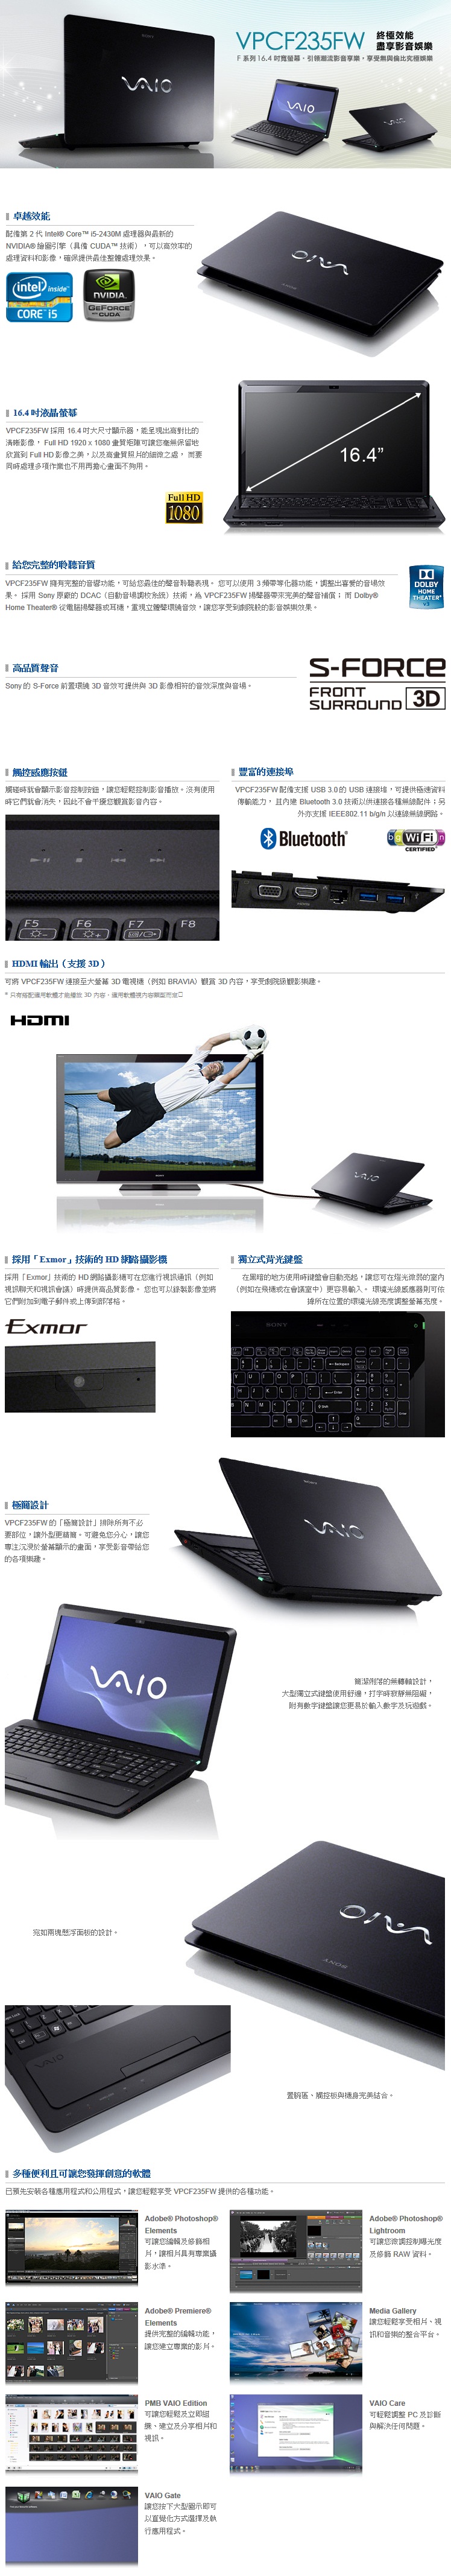 SONY
VAIO
VPCF235FW 終極效能
盡享影音娛樂
F 系列 16.4 吋寬螢幕，引領潮流影音享樂，享受無與倫比究極娛樂
VAIO
卓越效能
配備第 2 代 Intel® Core™ i5-2430M 處理器與最新的
NVIDIA® 繪圖引擎（具備 CUDA™ 技術），可以高效率的
處理資料和影像，確保提供最佳整體處理效果。
intel inside™
CORE™ i5
NVIDIA
GEFORCE
with CUDA
VAIO
16.4 吋液晶螢幕
VPCF235FW 採用 16.4 吋大尺寸顯示器，能呈現出高對比的
清晰影像， Full HD 1920 x 1080 畫質矩陣可讓您毫無保留地
欣賞到 Full HD 影像之美，以及高畫質照片的細微之處， 而要
同時處理多項作業也不用再擔心畫面不夠用。
16.4”
Full HD
1080
給您完整的聆聽音質
VPCF235FW 擁有完整的音響功能，可給您最佳的聲音聆聽表現。 您可以使用 3 頻帶等化器功能，調整出喜愛的音場效
果。 採用 Sony 原廠的 DCAC（自動音場調校系統）技術，為 VPCF235FW 揚聲器帶來完美的聲音補償； 而 Dolby®
Home Theater® 從電腦揚聲器或耳機，重現立體聲環繞音效，讓您享受到劇院般的影音娛樂效果。
DOLBY
HOME
THEATER®
v3
高品質聲音
Sony 的 S-Force 前置環繞 3D 音效可提供與 3D 影像相符的音效深度與音場。
S-FORCE
FRONT
SURROUND 3D
觸控感應按鈕
觸碰時就會顯示影音控制按鈕，讓您輕鬆控制影音播放。沒有使用
時它們就會消失，因此不會干擾您觀賞影音內容。
F5 F6 F7 F8
豐富的連接埠
VPCF235FW 配備支援 USB 3.0 的 USB 連接埠，可提供極速資料
傳輸能力， 且內建 Bluetooth 3.0 技術以供連接各種無線配件；另
外亦支援 IEEE802.11 b/g/n 以連線無線網路。
Bluetooth®
b g WiFi n
CERTIFIED
HDMI 輸出（支援 3D）
可將 VPCF235FW 連接至大螢幕 3D 電視機（例如 BRAVIA）觀賞 3D 內容，享受劇院級觀影樂趣。
HDMI
VAIO
採用「Exmor」技術的 HD 網路攝影機
採用「Exmor」技術的 HD 網路攝影機可在您進行視訊通訊（例如
視訊聊天和視訊會議）時提供高品質影像。 您也可以錄製影像並將
它們附加到電子郵件或上傳到部落格。
Exmor
獨立式背光鍵盤
在黑暗的地方使用時鍵盤會自動亮起，讓您可在燈光微弱的室內
（例如在飛機或在會議室中）更容易輸入。 環境光線感應器則可依
據所在位置的環境光線亮度調整螢幕亮度。
SONY
極簡設計
VPCF235FW 的「極簡設計」排除所有不必
要部位，讓外型更精簡。可避免您分心，讓您
專注沉浸於螢幕顯示的畫面，享受影音帶給您
的各項樂趣。
VAIO
簡潔俐落的無轉軸設計，
大型獨立式鍵盤使用舒適，打字時寂靜無阻礙，
附有數字鍵盤讓您更易於輸入數字及玩遊戲。
VAIO
宛如兩塊懸浮面板的設計。
VAIO
SONY
VAIO
置腕區、觸控板與機身完美結合。
多種便利且可讓您發揮創意的軟體
已預先安裝各種應用程式和公用程式，讓您輕鬆享受 VPCF235FW 提供的各種功能。
Adobe® Photoshop®
Elements
可讓您編輯及修飾相
片，讓相片具有專業攝
影水準。
Adobe® Photoshop®
Lightroom
可讓您微調控制曝光度
及修飾 RAW 資料。
Adobe® Premiere®
Elements
提供完整的編輯功能，
讓您建立專業的影片。
Media Gallery
讓您輕鬆享受相片、視
訊和音樂的整合平台。
PMB VAIO Edition
可讓您輕鬆及立即組
織、建立及分享相片和
視訊。
VAIO Care
可輕鬆調整 PC 及診斷
與解決任何問題。
VAIO Gate
讓您按下大型圖示即可
以直覺化方式選擇及執
行應用程式。